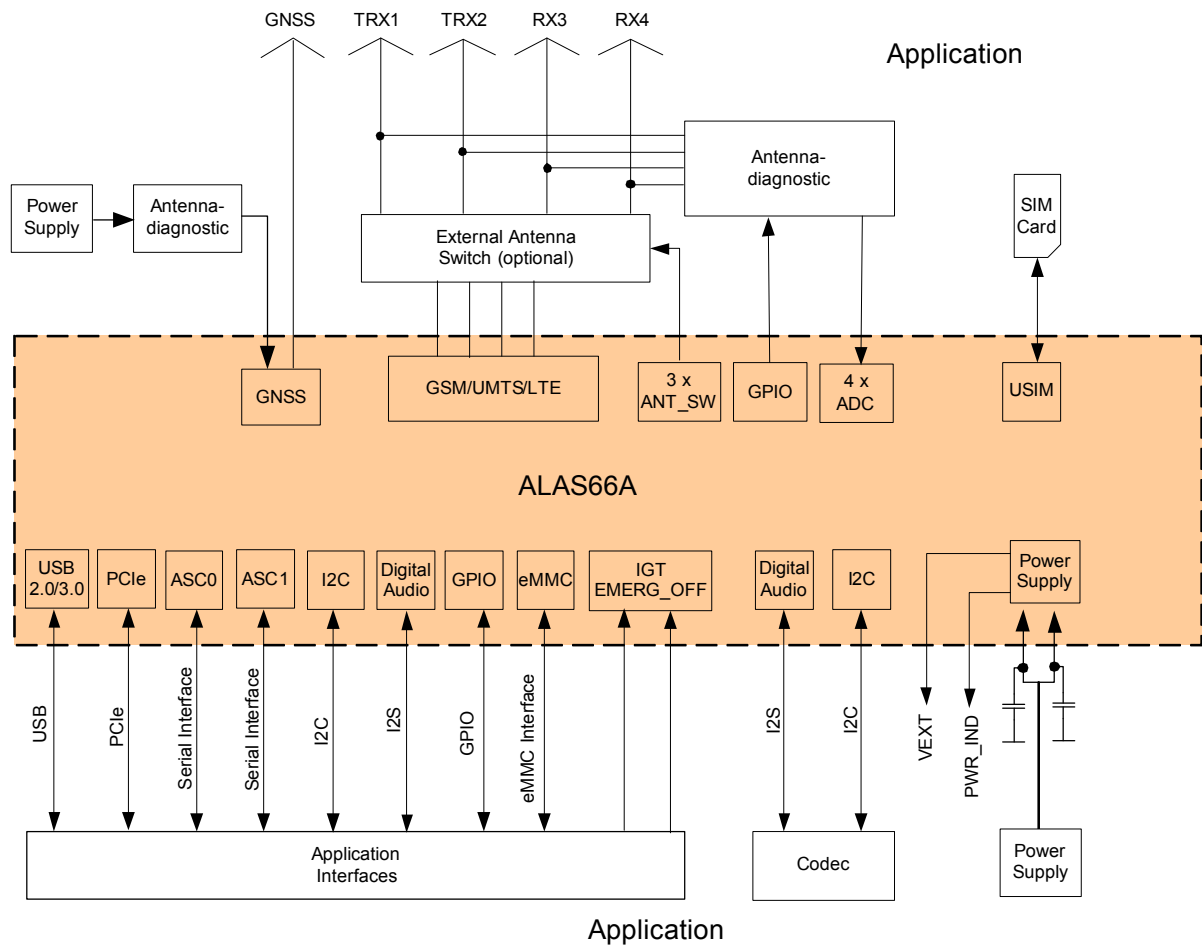 GNSS
TRX1
TRX2
RX3
RX4
Application
Antenna-
diagnostic
Power
Supply
Antenna-
diagnostic
SIM
Card
External Antenna
Switch (optional)
GNSS
GSM/UMTS/LTE
3 x
ANT_SW
GPIO
4 x
ADC
USIM
ALAS66A
USB
2.0/3.0
PCIe
ASC0
ASC1
I2C
Digital
Audio
GPIO
eMMC
IGT
EMERG_OFF
Digital
Audio
I2C
Power
Supply
USB
PCIe
Serial Interface
Serial Interface
I2C
I2S
GPIO
eMMC Interface
I2S
I2C
VEXT
PWR_IND
Application
Interfaces
Codec
Power
Supply
Application